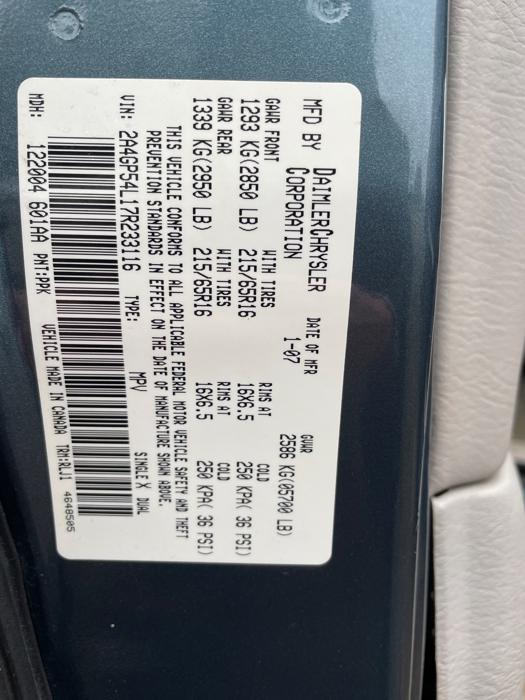 MFD BY DAIMLERCHRYSLER CORPORATION DATE OF MFR 1-07 GVWR 2586 KG(05700 LB)
GAWR FRONT WITH TIRES RIMS AT COLD
1293 KG(2850 LB) 215/65R16 16X6.5 250 KPA( 36 PSI)
GAWR REAR WITH TIRES RIMS AT COLD
1339 KG(2950 LB) 215/65R16 16X6.5 250 KPA( 36 PSI)
THIS VEHICLE CONFORMS TO ALL APPLICABLE FEDERAL MOTOR VEHICLE SAFETY AND THEFT
PREVENTION STANDARDS IN EFFECT ON THE DATE OF MANUFACTURE SHOWN ABOVE.
VIN: 2A4GP54L17R233116 TYPE: MPV SINGLE X DUAL
MDH: 122004 601AA PNT:PPK VEHICLE MADE IN CANADA TRM:RLJ1 4648505